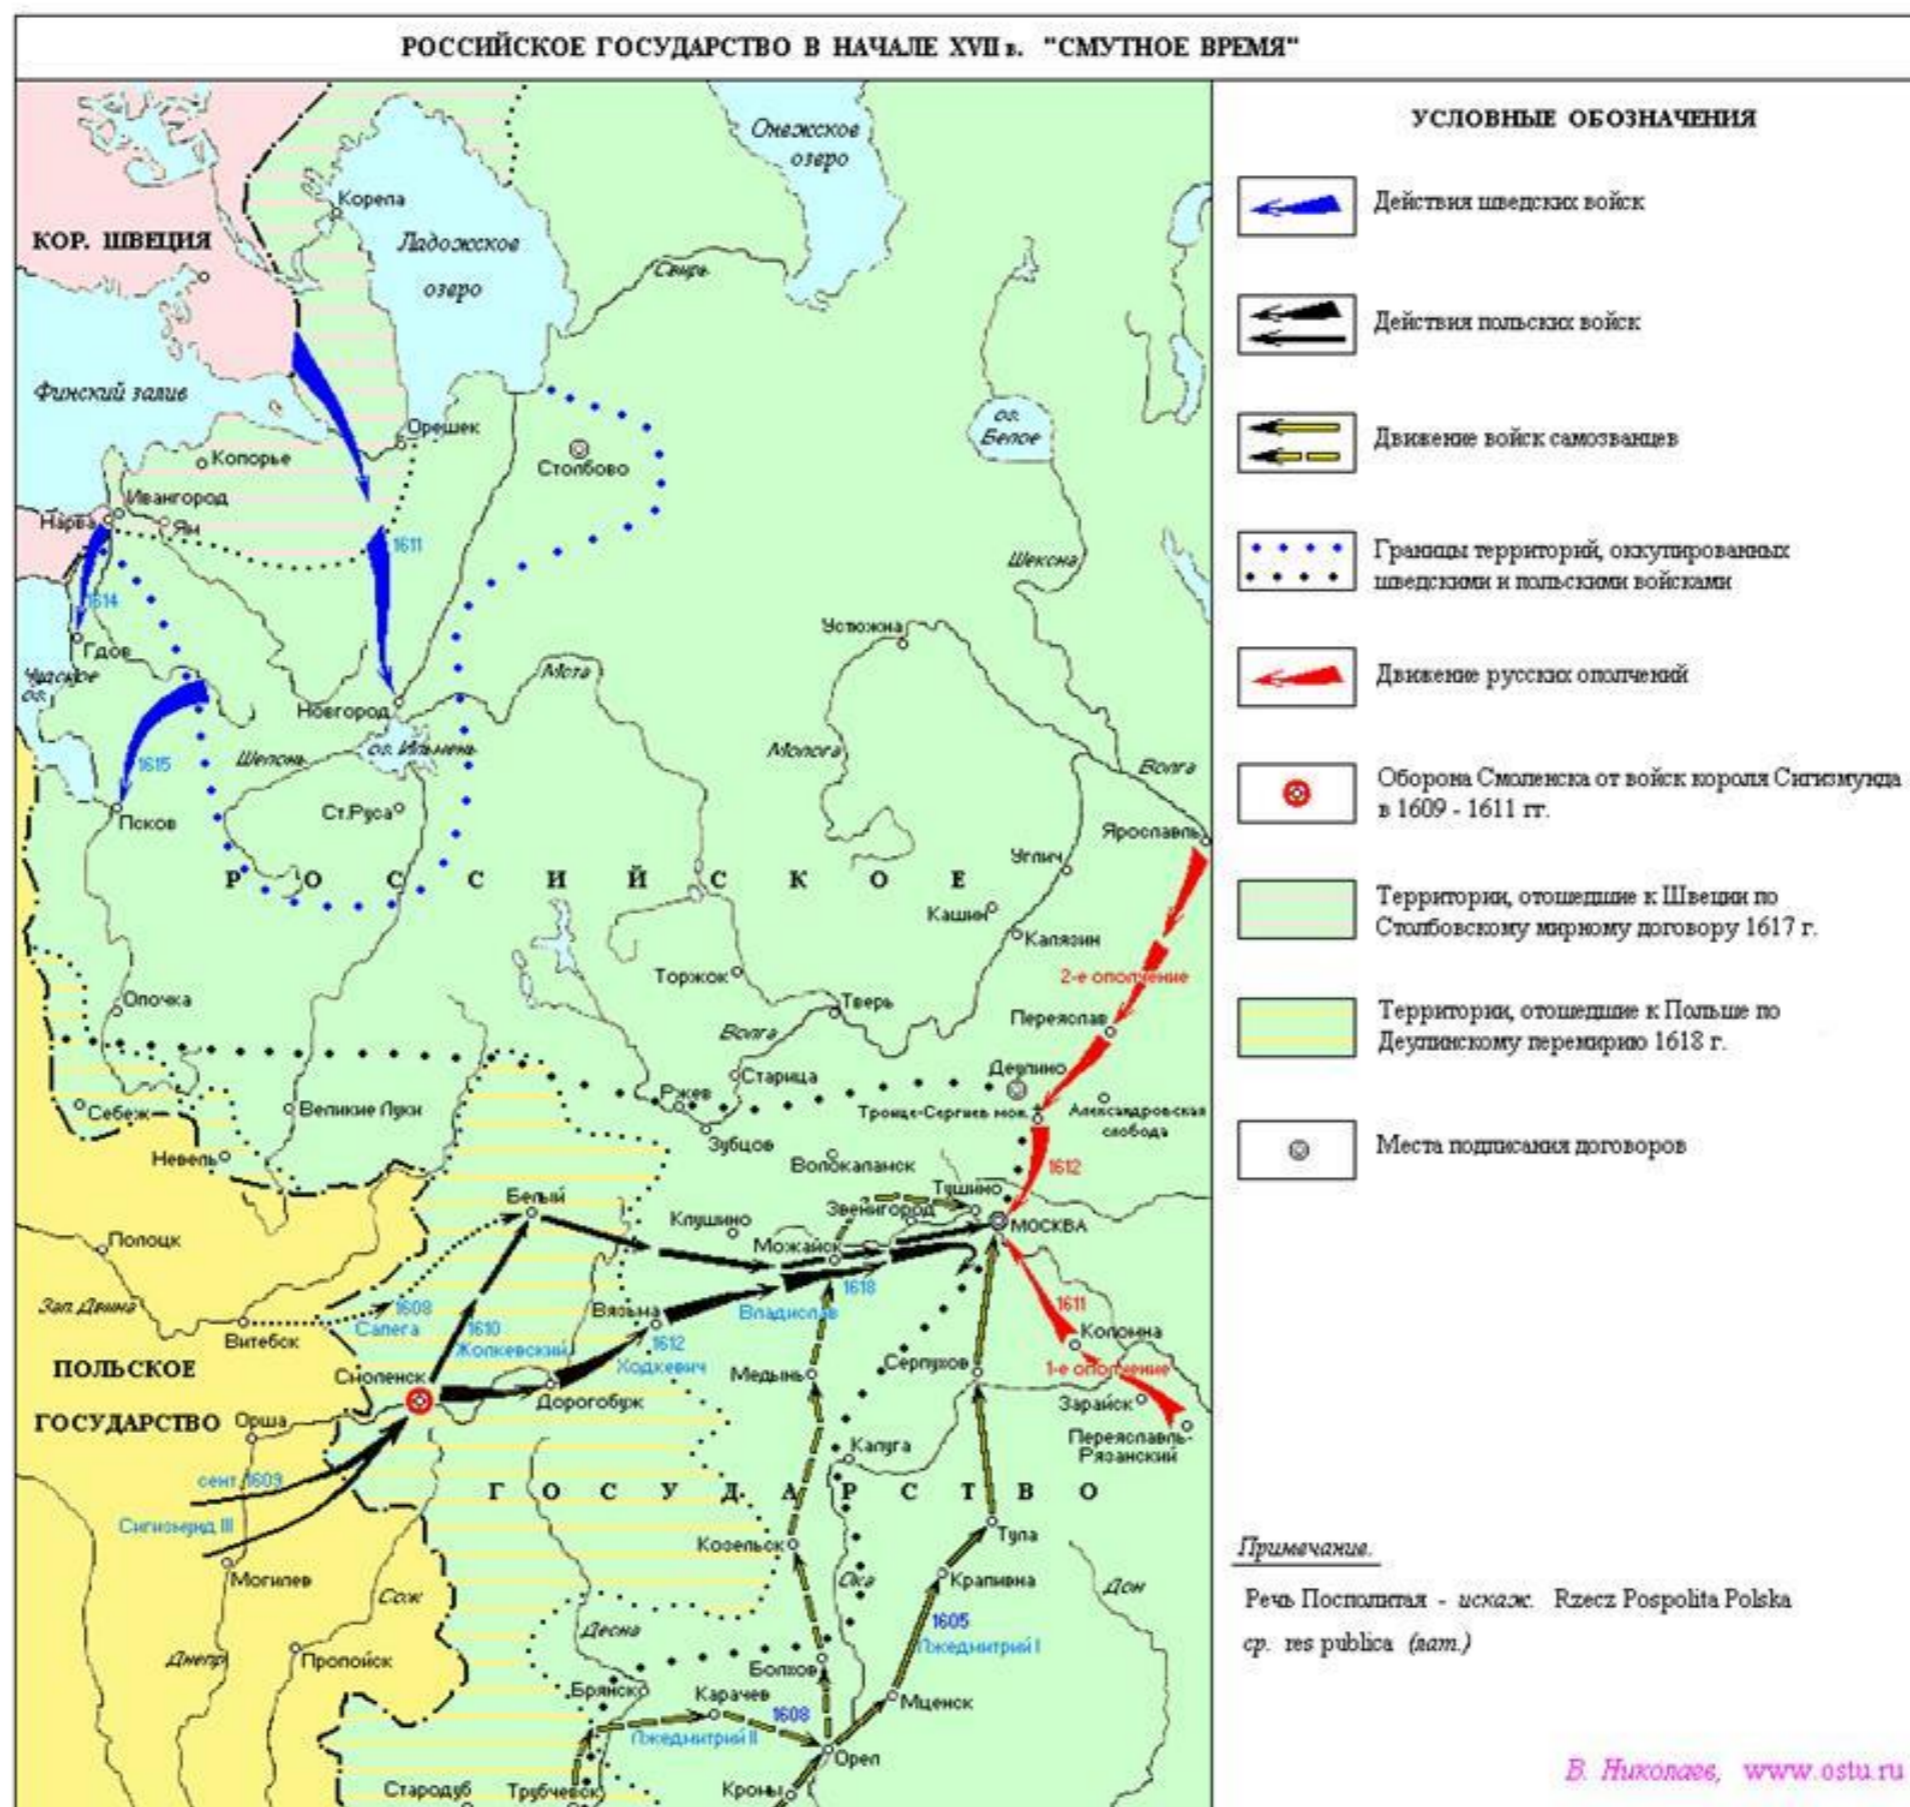 РОССИЙСКОЕ ГОСУДАРСТВО В НАЧАЛЕ XVII в. "СМУТНОЕ ВРЕМЯ"
Онежское
озеро
Корела
КОР. ШВЕЦИЯ
Ладожское
озеро
Свирь
Финский залив
оз.
Белое
Орешек
Копорье
Столбово
Ивангород
Нарва
Ям
1611
Шексна
1614
Гдов
Чудское
оз.
Устюжна
Мста
Новгород
оз. Ильмень
Шелонь
Молога
Волга
1615
Псков
Ст.Руса
Ярославль
Углич
РОССИЙСКОЕ
Кашин
Калязин
2-е ополчение
Торжок
Опочка
Тверь
Переяслав
Волга
Деулино
Старица
Ржев
Себеж
Великие Луки
Троице-Сергиев мон.
Александровская
слобода
Зубцов
Невель
Волокаламск
1612
Тушино
Белый
Звенигород
Клушино
МОСКВА
Полоцк
Можайск
1618
Зап.Двина
1608
Сапега
Вязьма
Владислав
1611
Витебск
1610
Жолкевский
1612
Ходкевич
Коломна
ПОЛЬСКОЕ
Смоленск
Медынь
Серпухов
1-е ополчение
Дорогобуж
Зарайск
ГОСУДАРСТВО
Орша
Переяславль-
Рязанский
Калуга
сент.1609
ГОСУДАРСТВО
Сигизмунд III
Тула
Козельск
Могилев
Ока
Крапивна
Дон
Сож
1605
Лжедмитрий I
Десна
Днепр
Пропойск
Болхов
Брянск
Карачев
Мценск
1608
Лжедмитрий II
Орел
Стародуб
Трубчевск
Кромы
УСЛОВНЫЕ ОБОЗНАЧЕНИЯ
Действия шведских войск
Действия польских войск
Движение войск самозванцев
Границы территорий, оккупированных
шведскими и польскими войсками
Движение русских ополчений
Оборона Смоленска от войск короля Сигизмунда
в 1609 - 1611 гг.
Территории, отошедшие к Швеции по
Столбовскому мирному договору 1617 г.
Территории, отошедшие к Польше по
Деулинскому перемирию 1618 г.
Места подписания договоров
Примечание.
Речь Посполитая - искаж. Rzecz Pospolita Polska
ср. res publica (лат.)
В. Николаев, www.ostu.ru